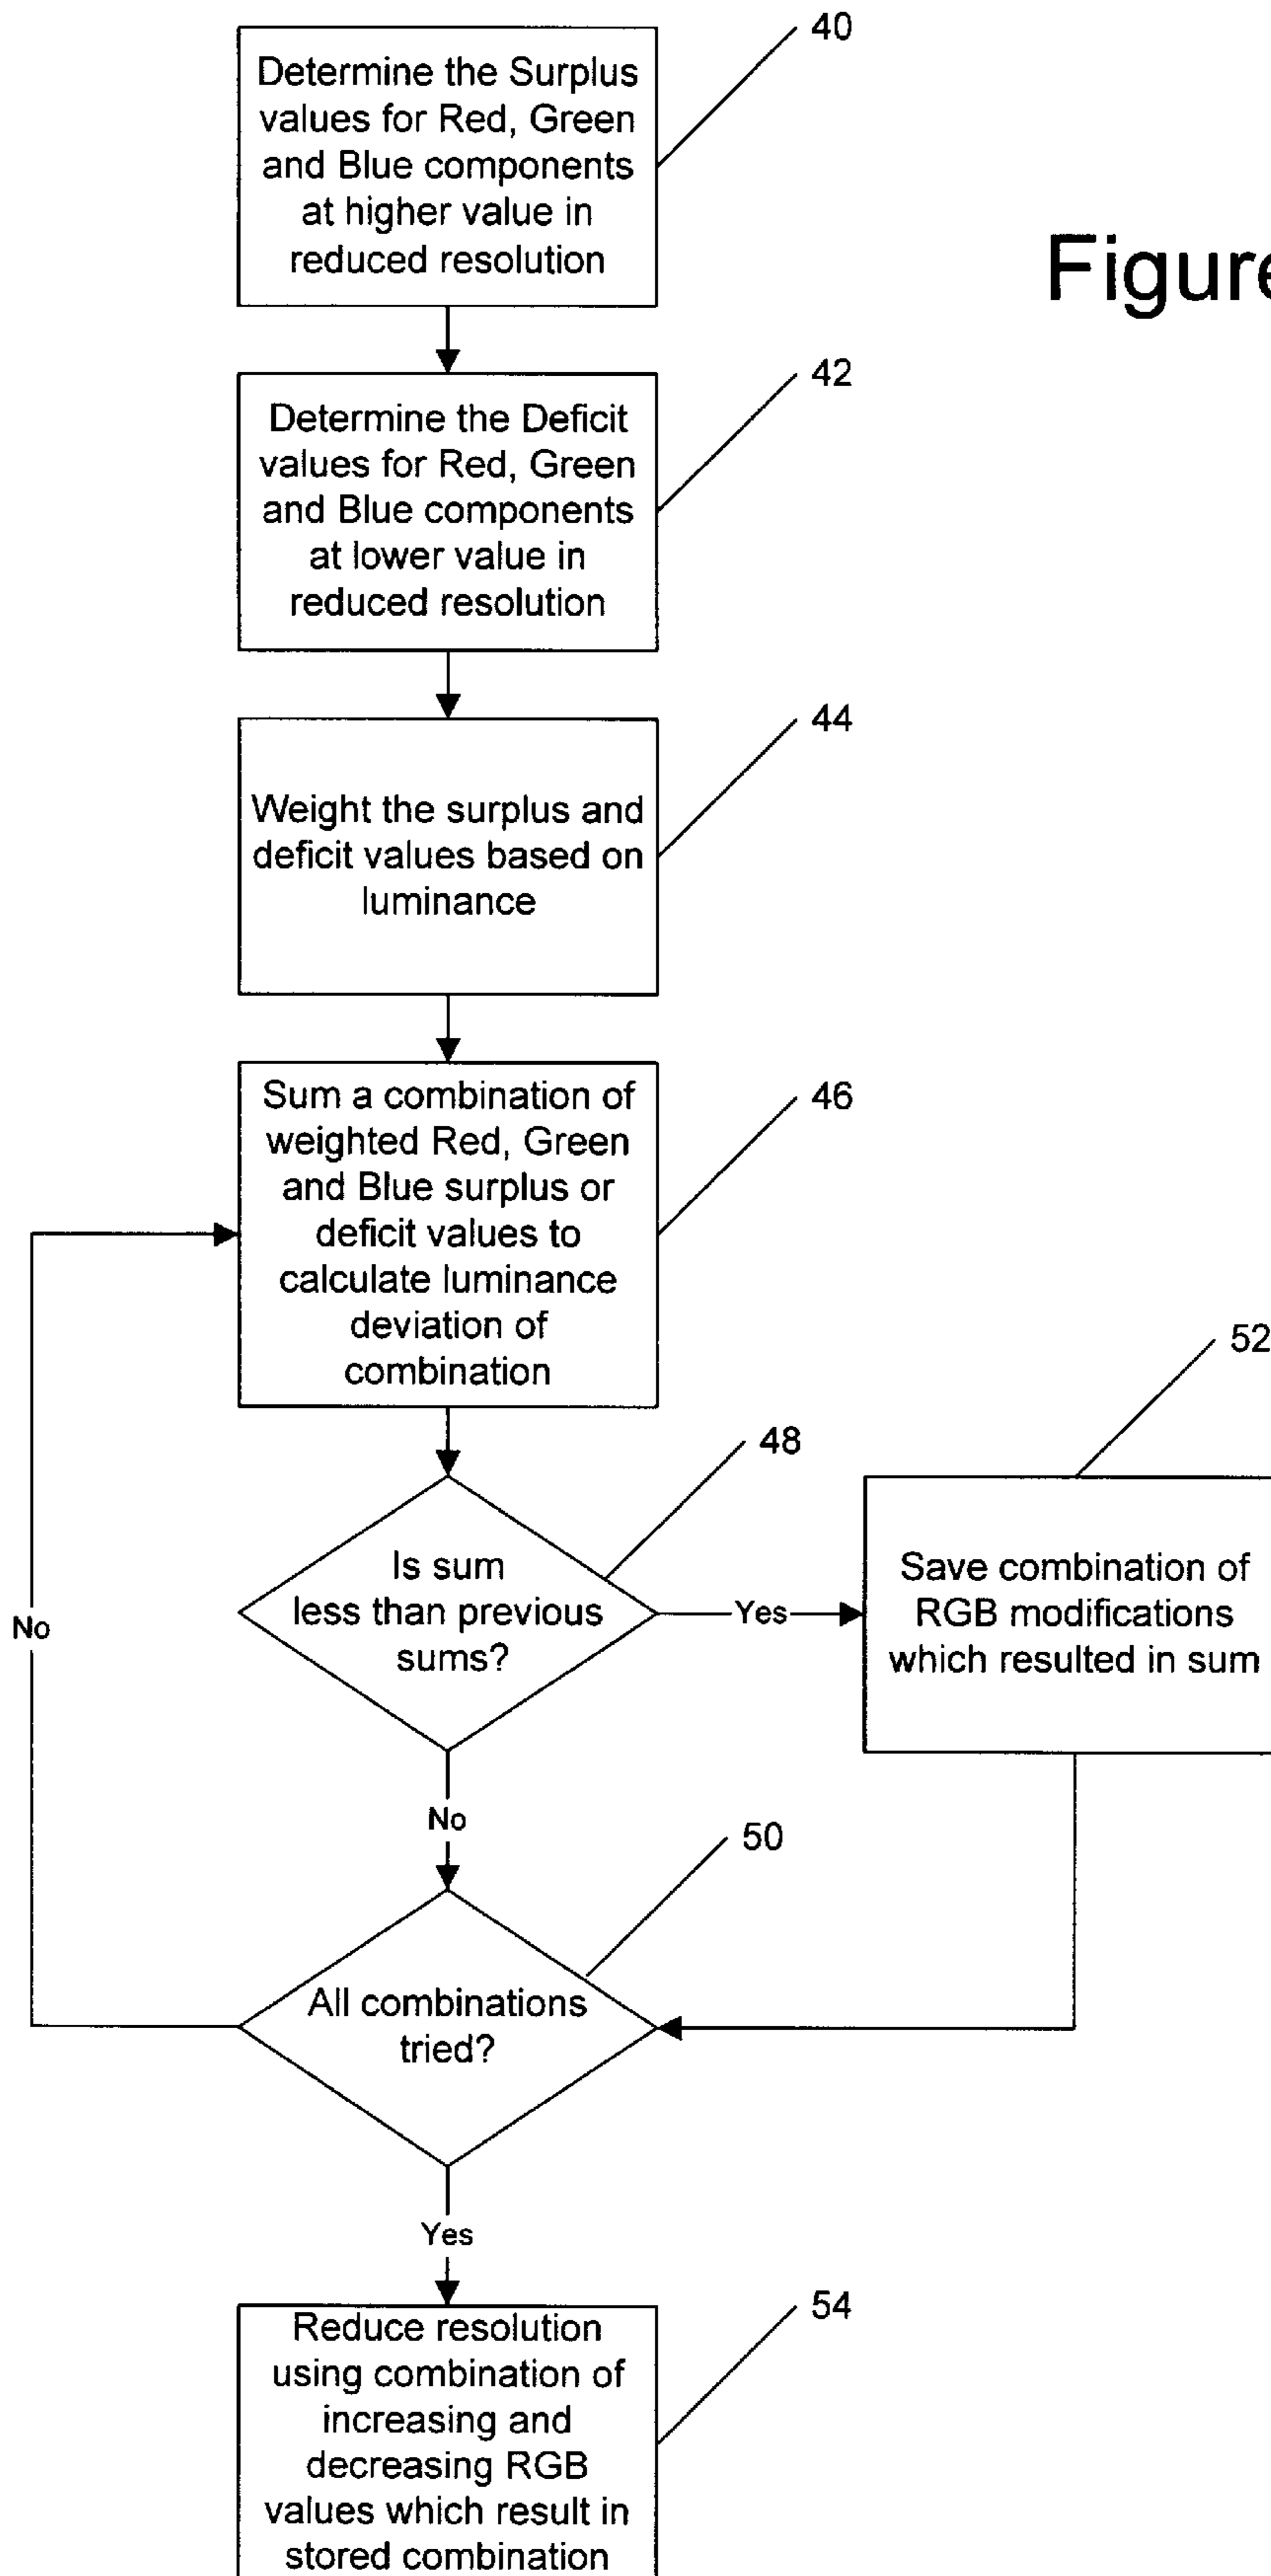 40
Determine the Surplus
values for Red, Green
and Blue components
at higher value in
reduced resolution
Figure
42
Determine the Deficit
values for Red, Green
and Blue components
at lower value in
reduced resolution
44
Weight the surplus and
deficit values based on
luminance
46
Sum a combination of
weighted Red, Green
and Blue surplus or
deficit values to
calculate luminance
deviation of
combination
48
Is sum
less than previous
sums?
Yes
52
Save combination of
RGB modifications
which resulted in sum
No
No
50
All combinations
tried?
Yes
54
Reduce resolution
using combination of
increasing and
decreasing RGB
values which result in
stored combination